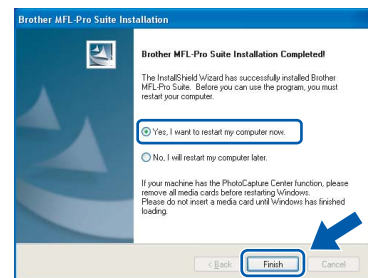 Brother MFL-Pro Suite Installation
Brother MFL-Pro Suite Installation Completed!
The InstallShield Wizard has successfully installed Brother
MFL-Pro Suite. Before you can use the program, you must
restart your computer.
Yes, I want to restart my computer now.
No, I will restart my computer later.
If your machine has the PhotoCapture Center function, please
remove all media cards before restarting Windows.
Please do not insert a media card until Windows has finished
loading.
< Back Finish Cancel